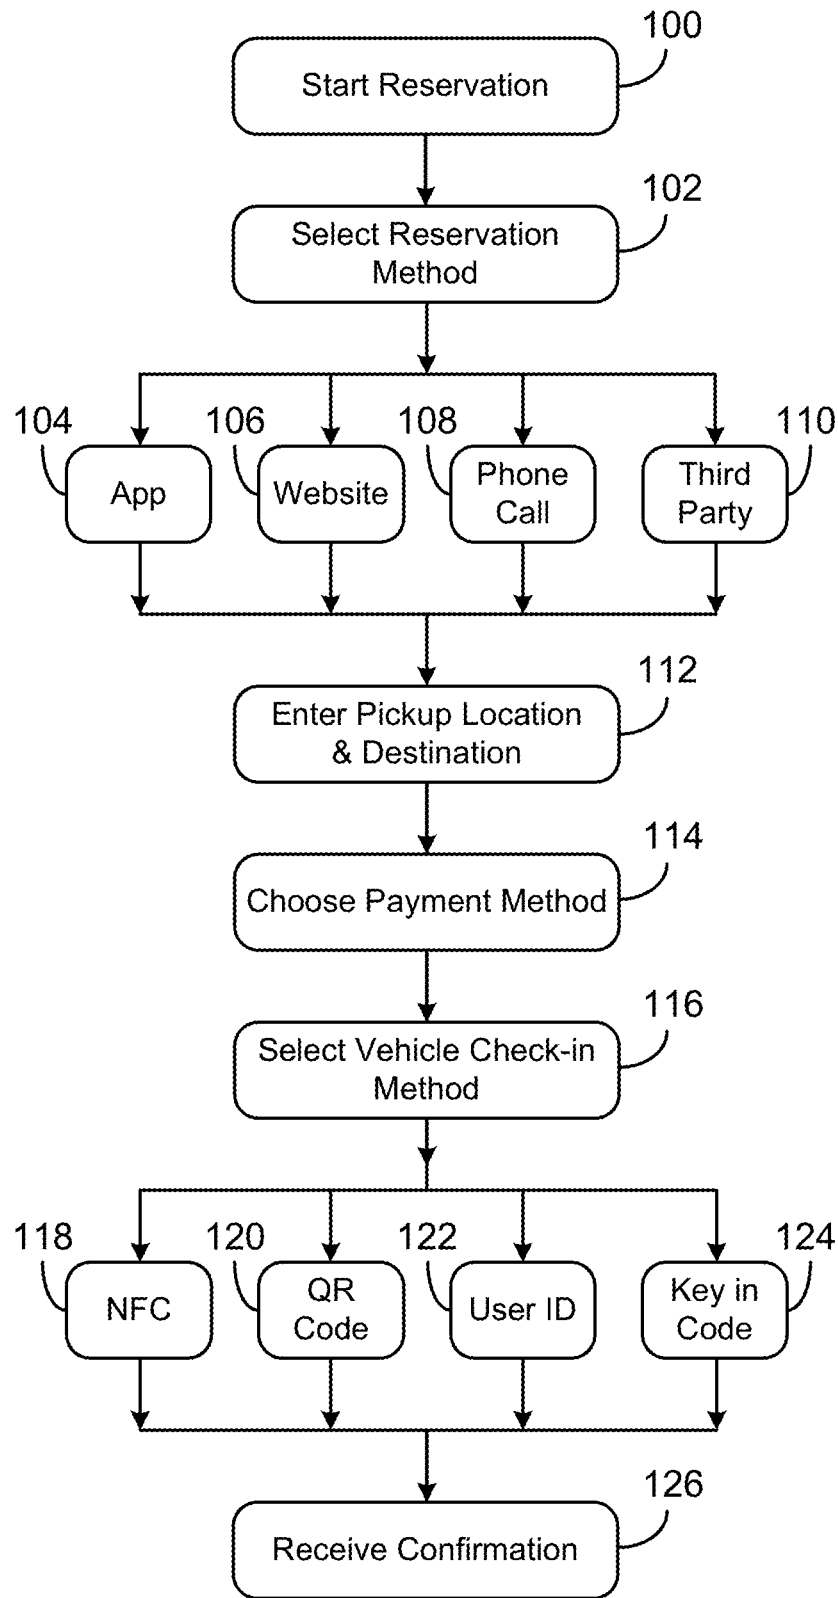 100
Start Reservation
102
Select Reservation
Method
104
106
108
110
App
Website
Phone
Call
Third
Party
112
Enter Pickup Location
& Destination
114
Choose Payment Method
116
Select Vehicle Check-in
Method
118
120
122
124
NFC
QR
Code
User ID
Key in
Code
126
Receive Confirmation